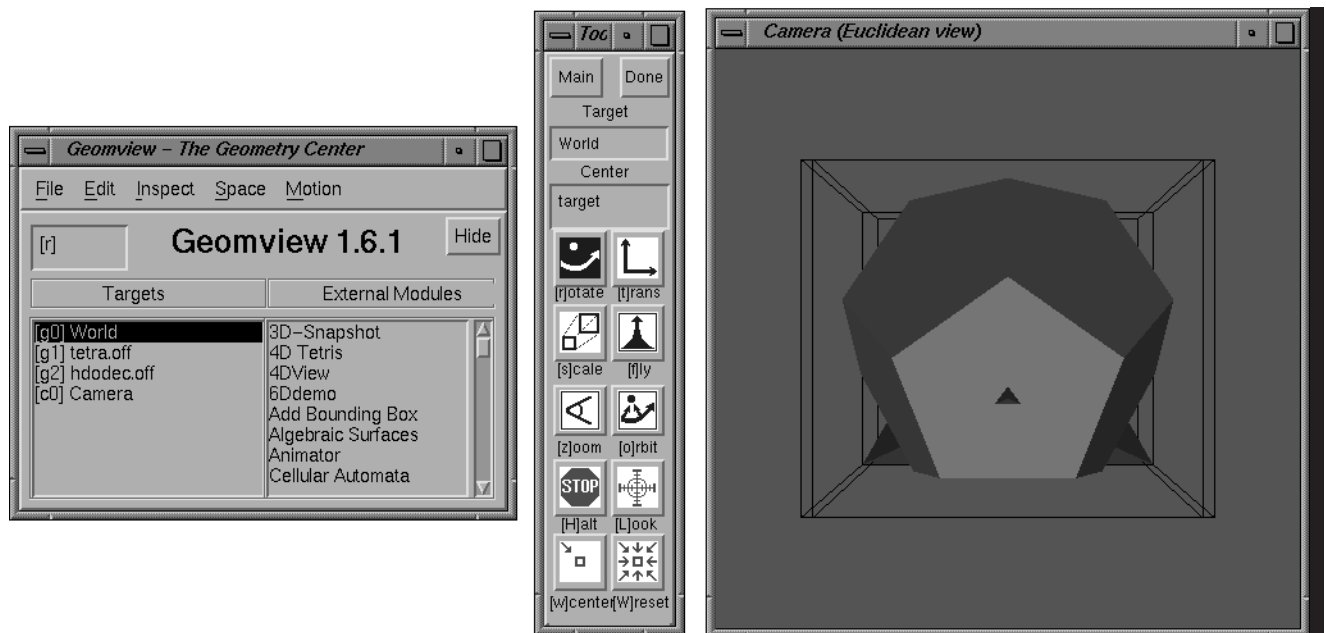 Geomview – The Geometry Center
File Edit Inspect Space Motion
[r]
Geomview 1.6.1
Hide
Targets
External Modules
[g0] World
[g1] tetra.off
[g2] hdodec.off
[c0] Camera
3D–Snapshot
4D Tetris
4DView
6Ddemo
Add Bounding Box
Algebraic Surfaces
Animator
Cellular Automata
Too
Main Done
Target
World
Center
target
[r]otate [t]rans
[s]cale [f]ly
[z]oom [o]rbit
STOP
[H]alt [L]ook
[w]center [W]reset
Camera (Euclidean view)